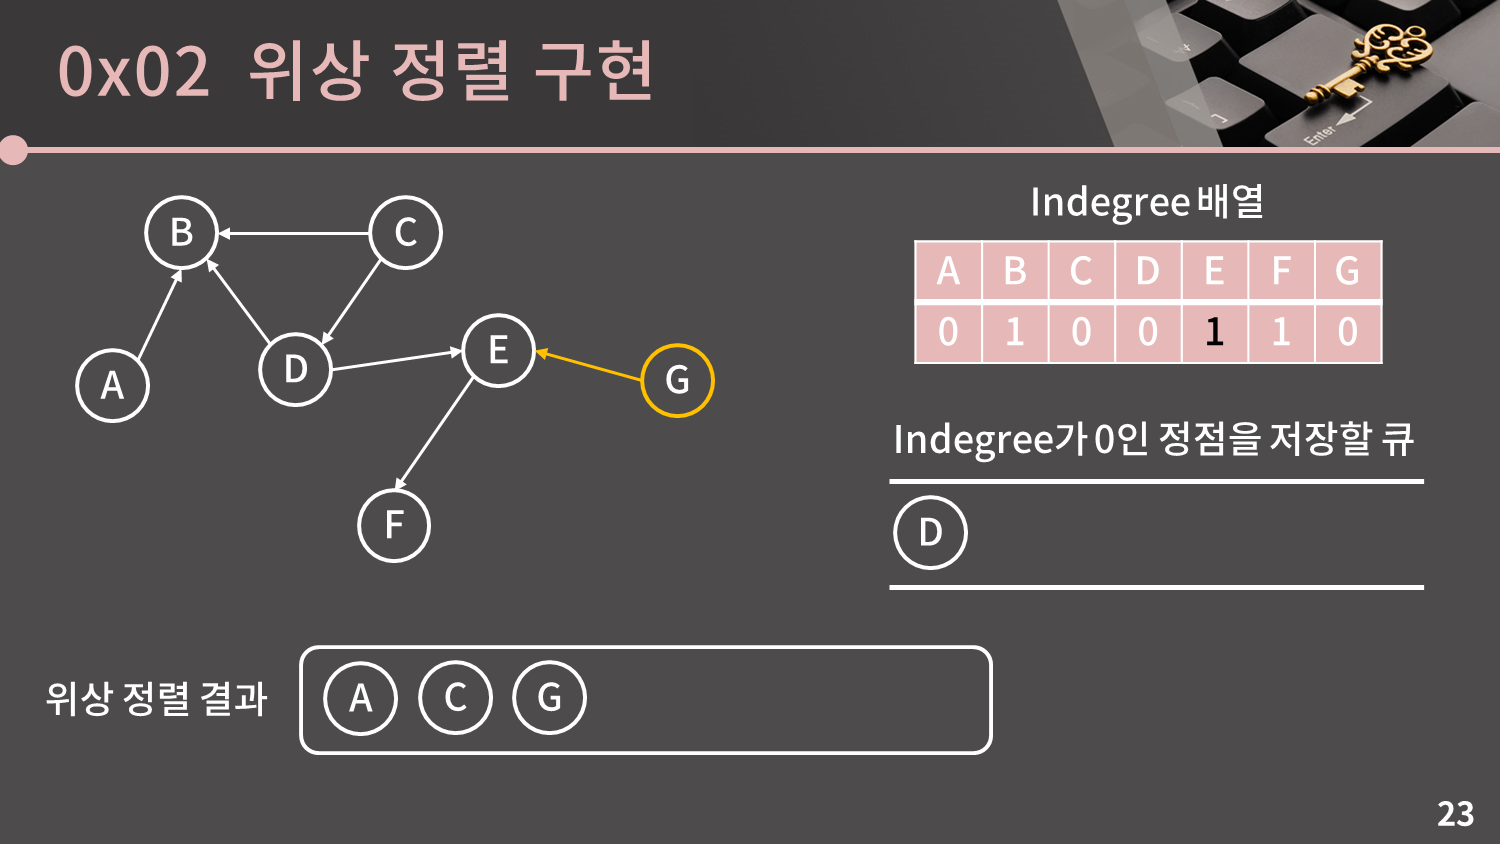 0x02 위상 정렬 구현
Enter
B
C
A
D
E
G
F
Indegree 배열
A B C D E F G
0 1 0 0 1 1 0
Indegree가 0인 정점을 저장할 큐
D
위상 정렬 결과
A C G
23